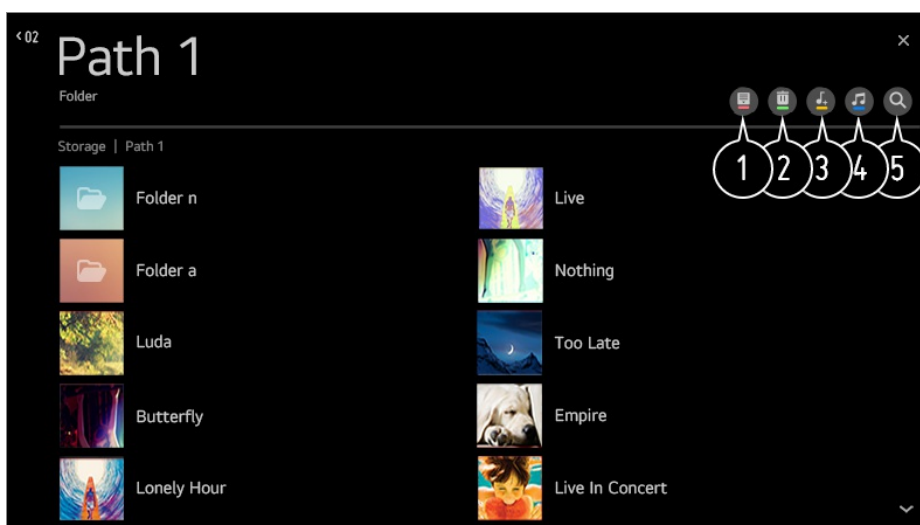 ‹ 02
Path 1
Folder
1 2 3 4 5
Storage | Path 1
Folder n
Live
Folder a
Nothing
Luda
Too Late
Butterfly
Empire
Lonely Hour
Live In Concert